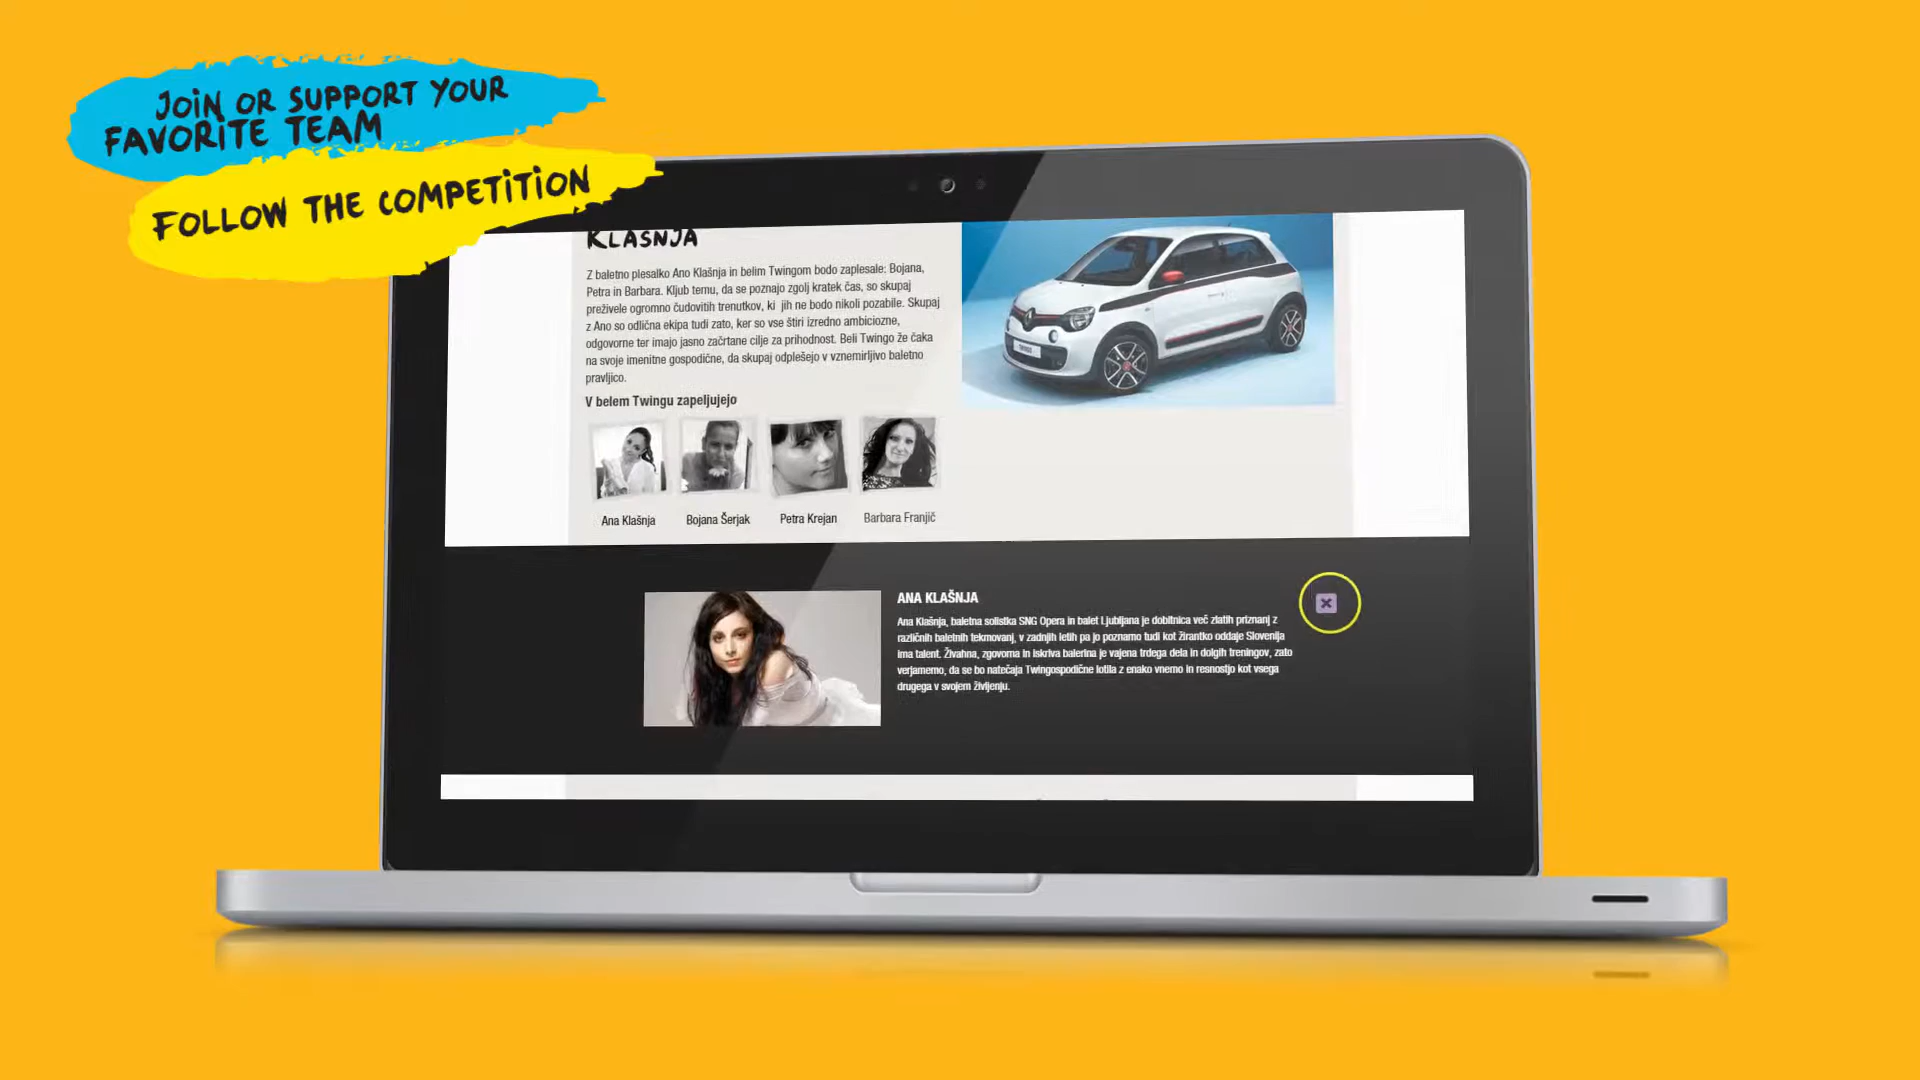 JOIN OR SUPPORT YOUR
FAVORITE TEAM
FOLLOW THE COMPETITION
KLAŠNJA
Z baletno plesalko Ano Klašnja in belim Twingom bodo zaplesale: Bojana,
Petra in Barbara. Kljub temu, da se poznajo zgolj kratek čas, so skupaj
preživele ogromno čudovitih trenutkov, ki jih ne bodo nikoli pozabile. Skupaj
z Ano so odlična ekipa tudi zato, ker so vse štiri izredno ambiciozne,
odgovorne ter imajo jasno začrtane cilje za prihodnost. Beli Twingo že čaka
na svoje imenitne gospodične, da skupaj odplešejo v vznemirljivo baletno
pravljico.
V belem Twingu zapeljujejo
Ana Klašnja
Bojana Šerjak
Petra Krejan
Barbara Franjič
ANA KLAŠNJA
Ana Klašnja, baletna solistka SNG Opera in balet Ljubljana je dobitnica več zlatih priznanj z
različnih baletnih tekmovanj, v zadnjih letih pa jo poznamo tudi kot žirantko oddaje Slovenija
ima talent. Živahna, zgovorna in iskriva balerina je vajena trdega dela in dolgih treningov, zato
verjamemo, da se bo natečaja Twingospodične lotila z enako vnemo in resnostjo kot vsega
drugega v svojem življenju.